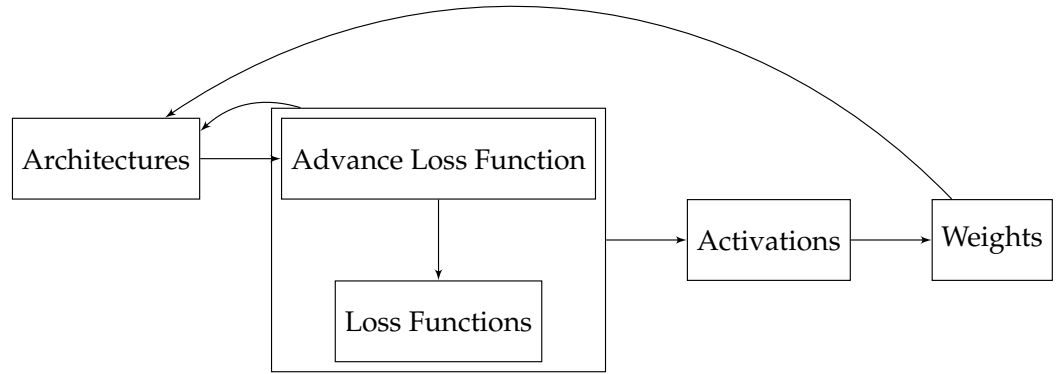 Architectures
Advance Loss Function
Loss Functions
Activations
Weights